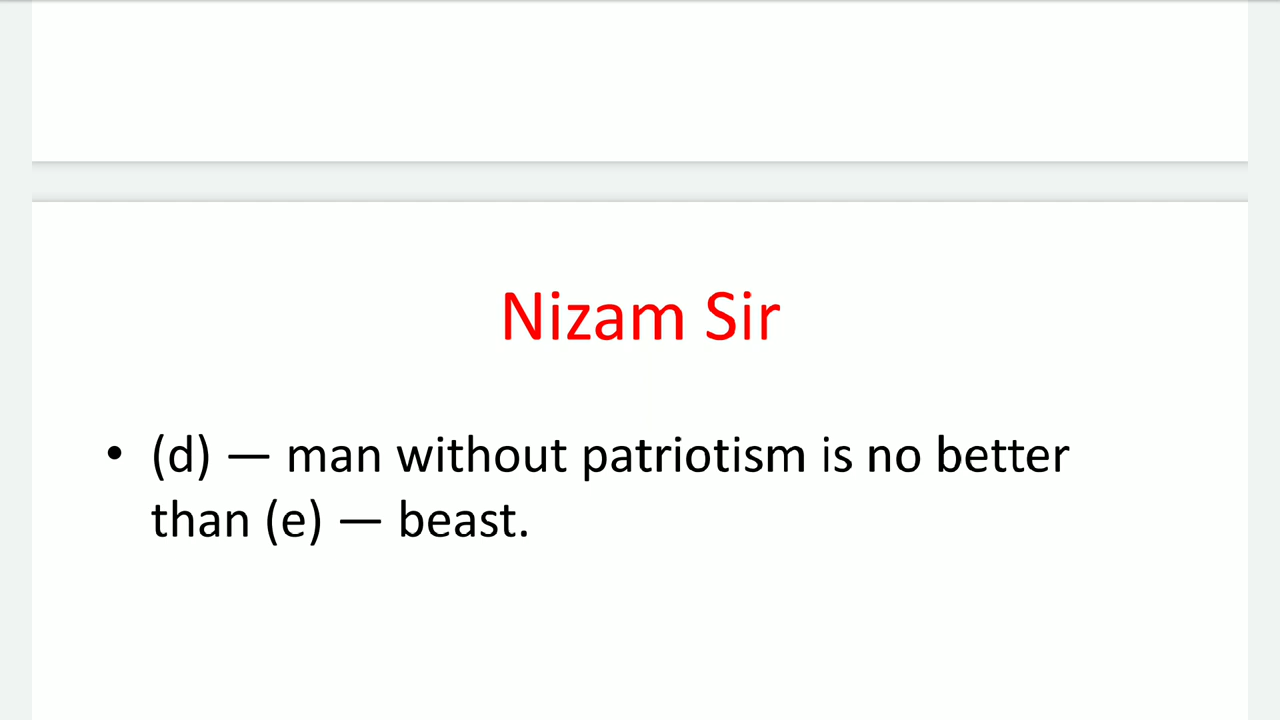 Nizam Sir
• (d) — man without patriotism is no better
than (e) — beast.